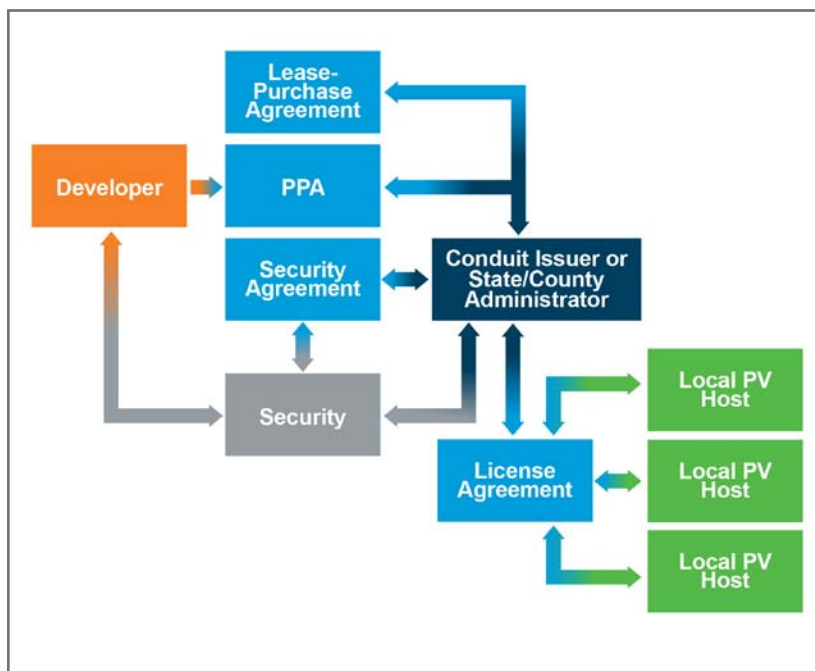 Lease-
Purchase
Agreement
Developer
PPA
Security
Agreement
Conduit Issuer or
State/County
Administrator
Security
Local PV
Host
License
Agreement
Local PV
Host
Local PV
Host